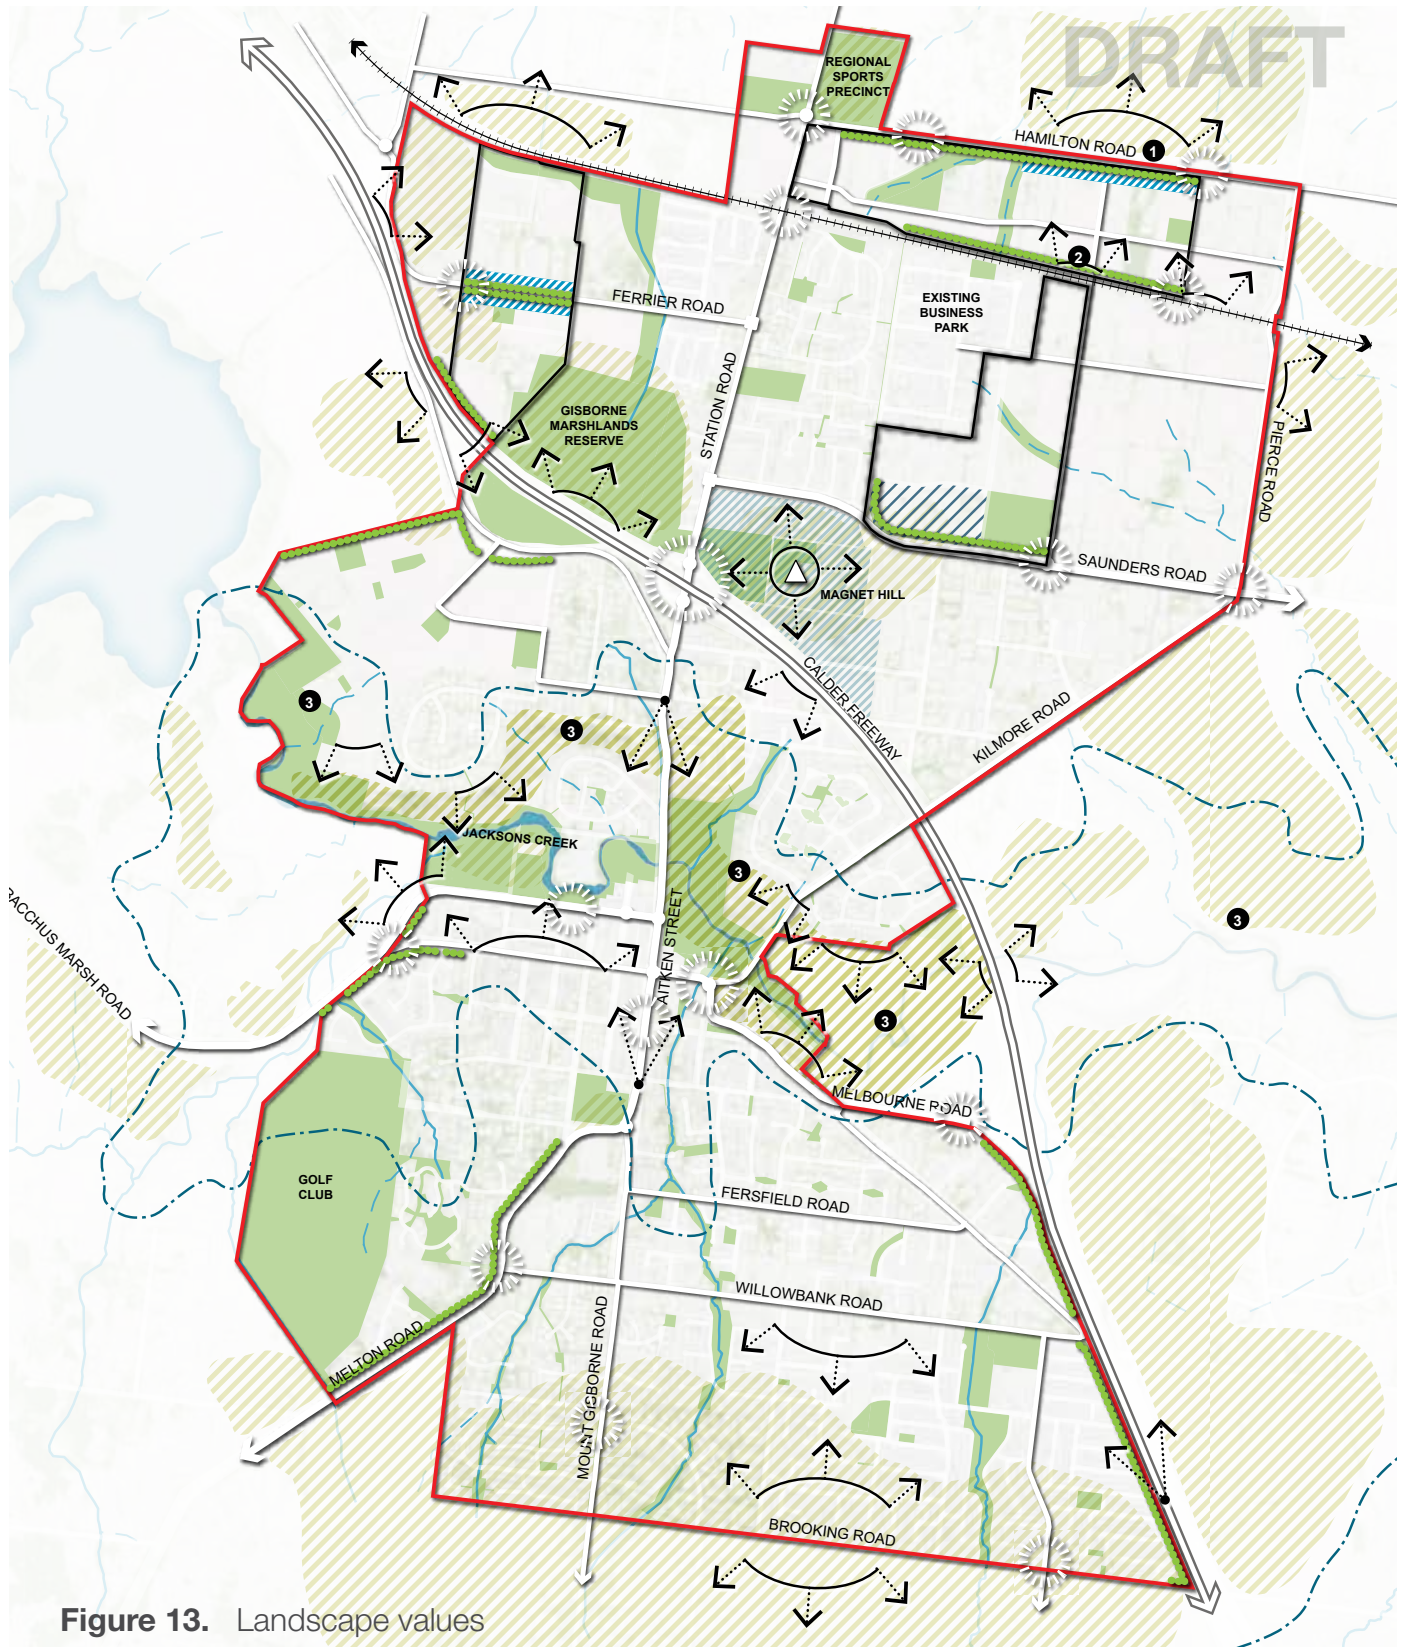 DRAFT
REGIONAL
SPORTS
PRECINCT
HAMILTON ROAD
1
2
EXISTING
BUSINESS
PARK
FERRIER ROAD
STATION ROAD
GISBORNE
MARSHLANDS
RESERVE
PIERCE ROAD
SAUNDERS ROAD
MAGNET HILL
CALDER FREEWAY
KILMORE ROAD
3
3
JACKSONS CREEK
3
3
AITKEN STREET
BACCHUS MARSH ROAD
3
MELBOURNE ROAD
GOLF
CLUB
FERSFIELD ROAD
WILLOWBANK ROAD
MELTON ROAD
MOUNT GISBORNE ROAD
BROOKING ROAD
Figure 13. Landscape values